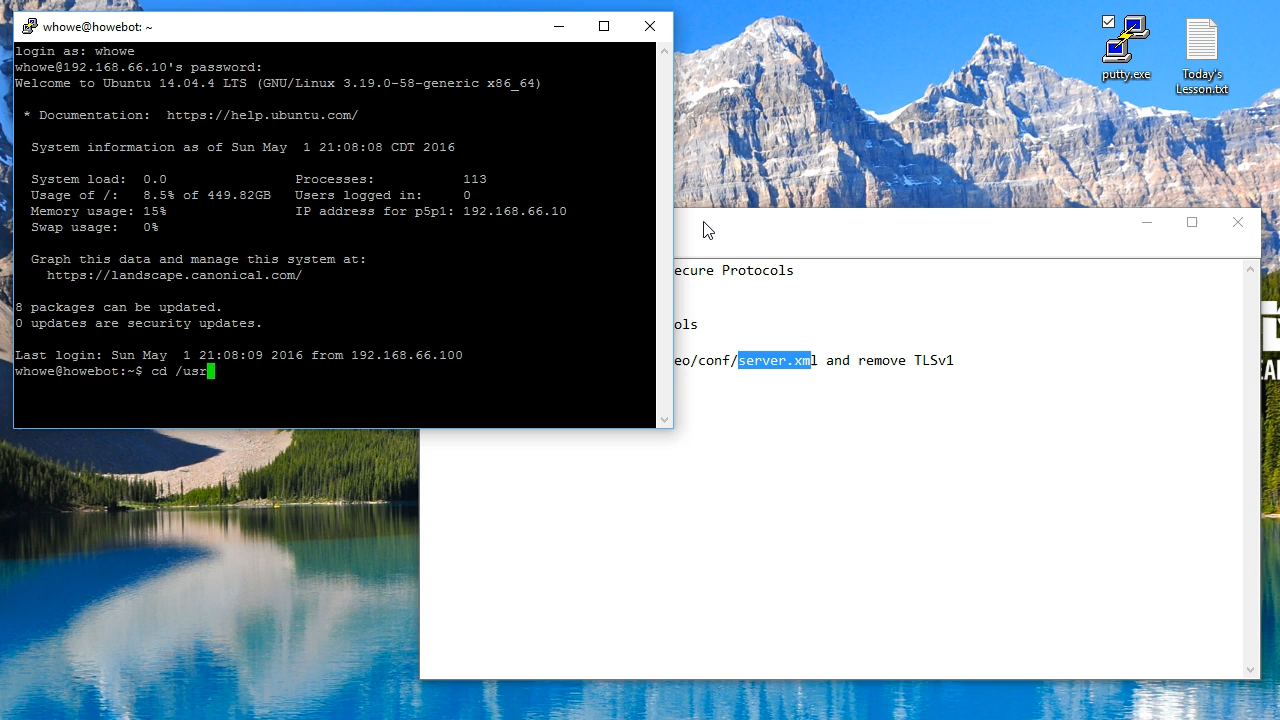 whowe@howebot: ~
login as: whowe
whowe@192.168.66.10's password:
Welcome to Ubuntu 14.04.4 LTS (GNU/Linux 3.19.0-58-generic x86_64)
* Documentation:  https://help.ubuntu.com/
System information as of Sun May  1 21:08:08 CDT 2016
System load:  0.0                Processes:           113
Usage of /:   8.5% of 449.82GB   Users logged in:     0
Memory usage: 15%                IP address for p5p1: 192.168.66.10
Swap usage:   0%
Graph this data and manage this system at:
https://landscape.canonical.com/
8 packages can be updated.
0 updates are security updates.
Last login: Sun May  1 21:08:09 2016 from 192.168.66.100
whowe@howebot:~$ cd /usr
putty.exe
Today's
Lesson.txt
ecure Protocols
ols
eo/conf/server.xml and remove TLSv1